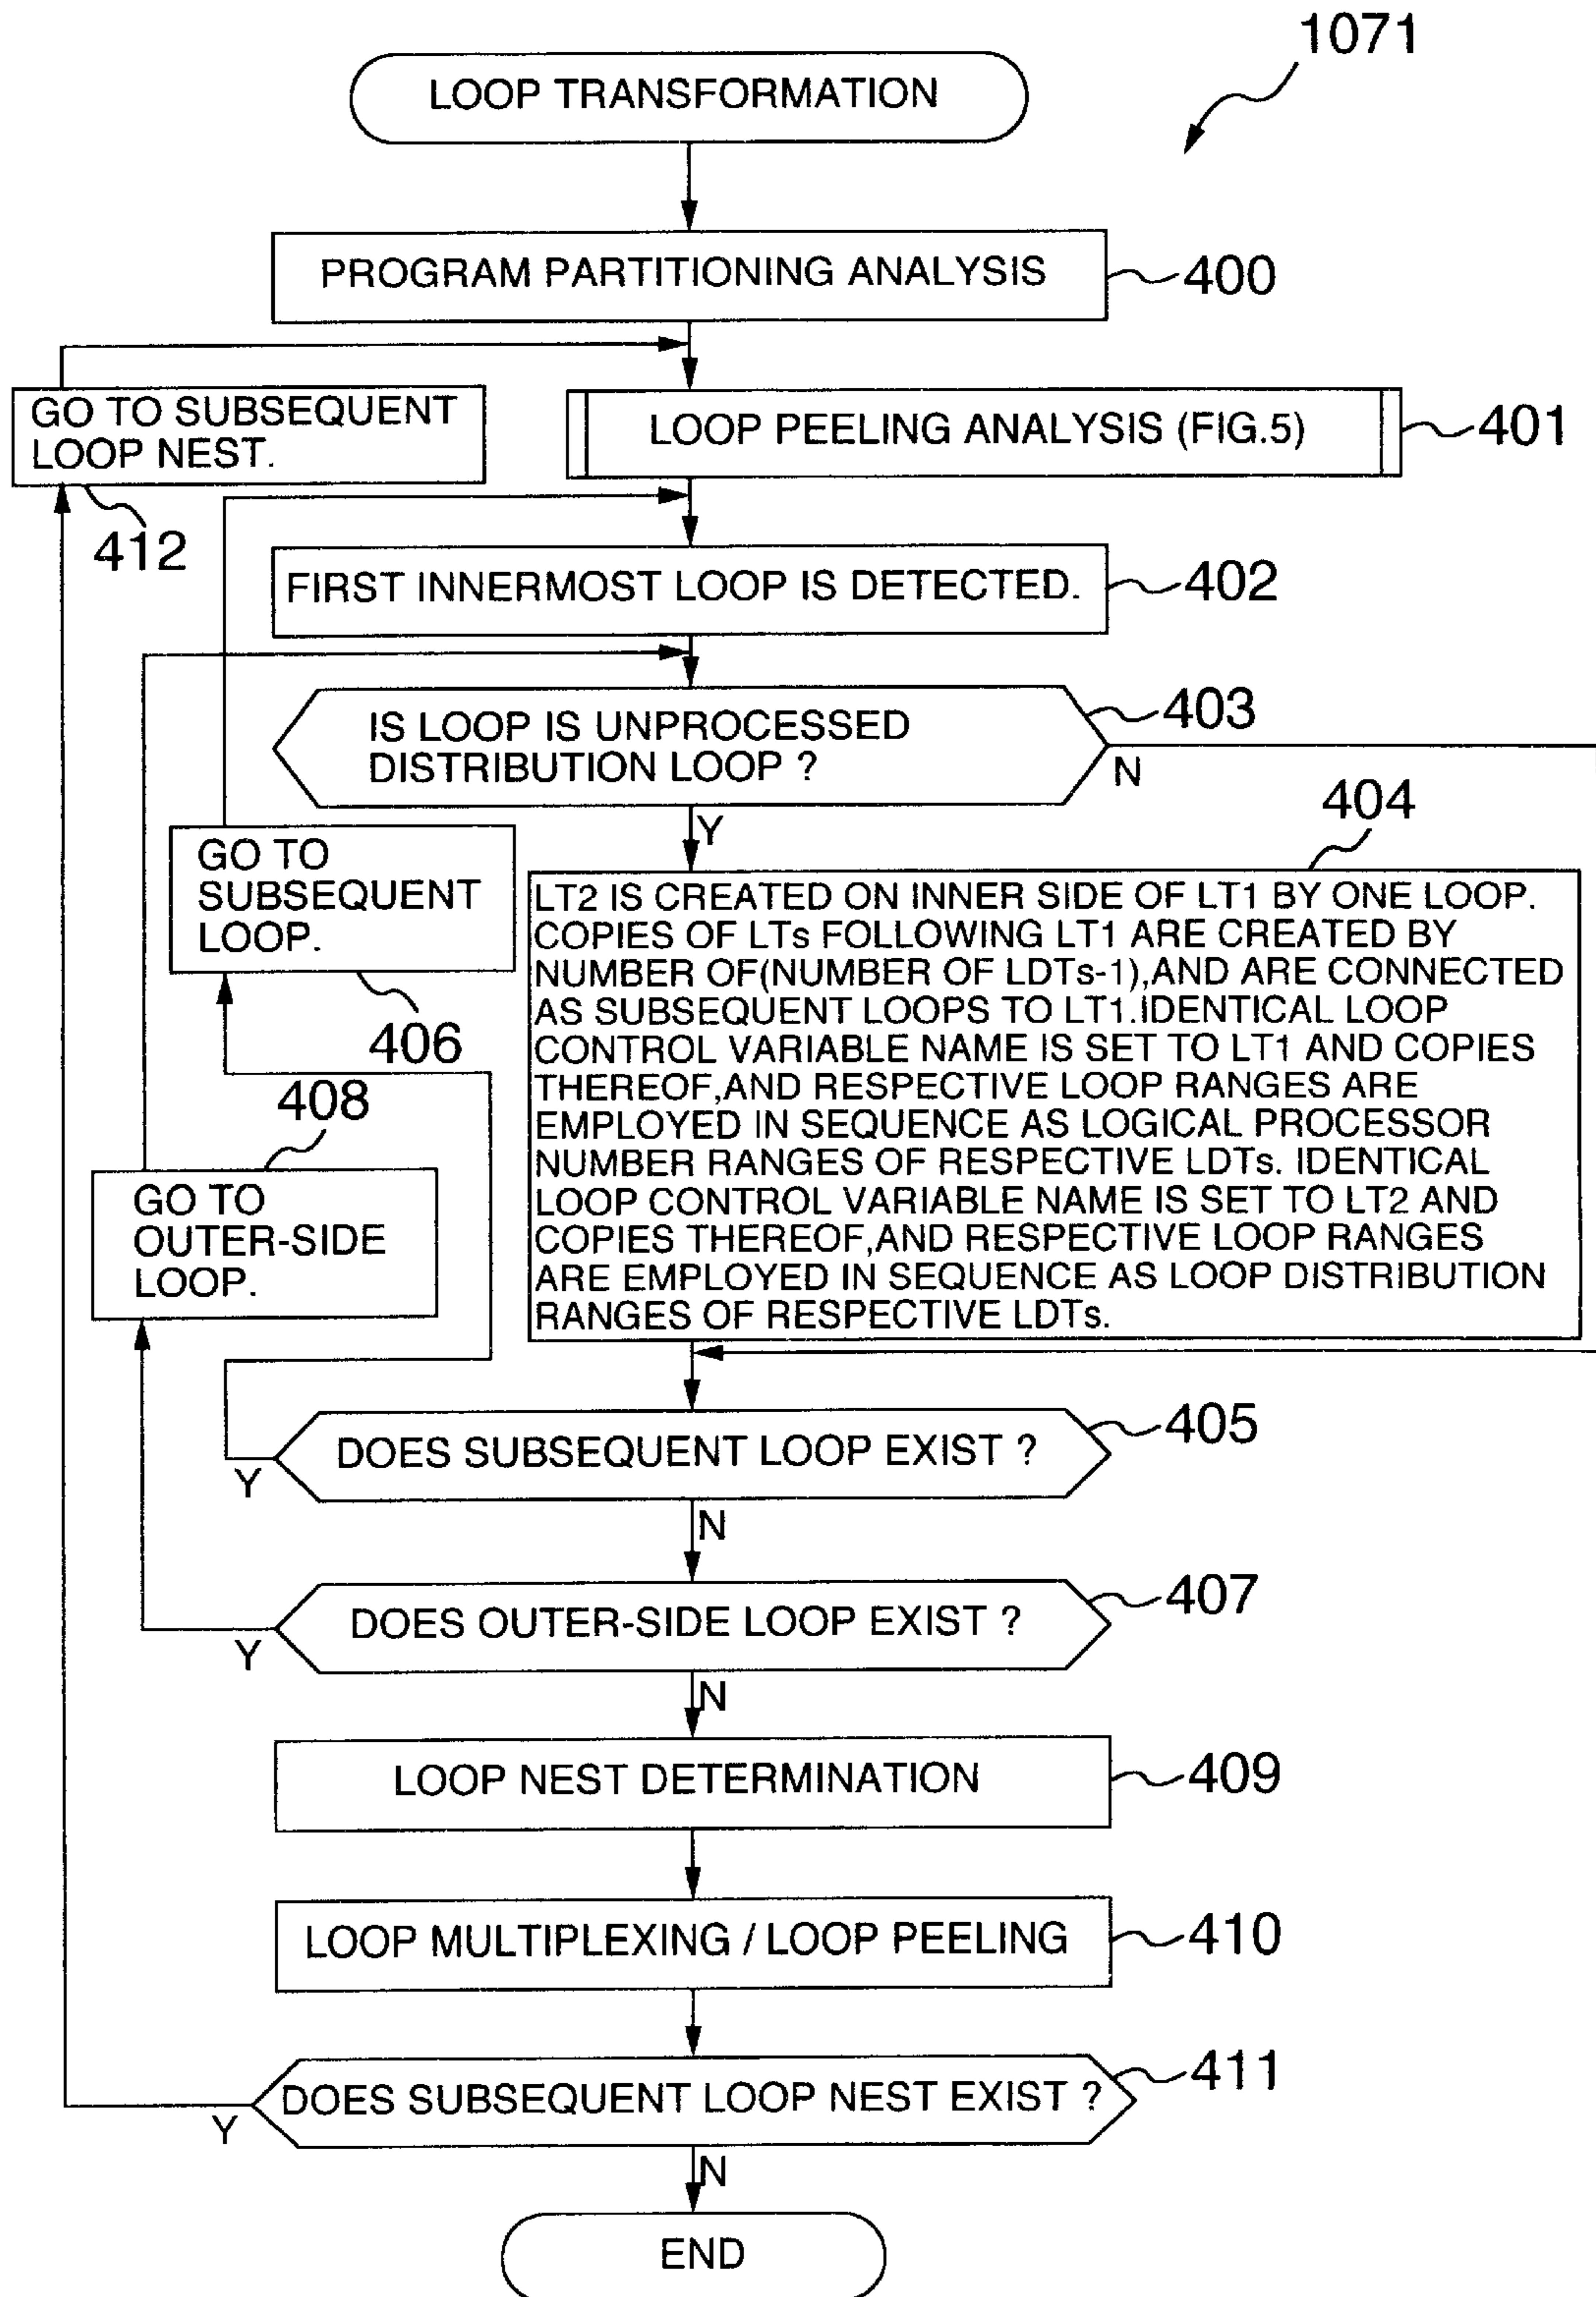 1071
LOOP TRANSFORMATION
PROGRAM PARTITIONING ANALYSIS
400
GO TO SUBSEQUENT
LOOP NEST.
412
LOOP PEELING ANALYSIS (FIG.5)
401
FIRST INNERMOST LOOP IS DETECTED.
402
IS LOOP IS UNPROCESSED
DISTRIBUTION LOOP ?
403
N
Y
404
GO TO
SUBSEQUENT
LOOP.
406
LT2 IS CREATED ON INNER SIDE OF LT1 BY ONE LOOP.
COPIES OF LTs FOLLOWING LT1 ARE CREATED BY
NUMBER OF(NUMBER OF LDTs-1),AND ARE CONNECTED
AS SUBSEQUENT LOOPS TO LT1.IDENTICAL LOOP
CONTROL VARIABLE NAME IS SET TO LT1 AND COPIES
THEREOF,AND RESPECTIVE LOOP RANGES ARE
EMPLOYED IN SEQUENCE AS LOGICAL PROCESSOR
NUMBER RANGES OF RESPECTIVE LDTs. IDENTICAL
LOOP CONTROL VARIABLE NAME IS SET TO LT2 AND
COPIES THEREOF,AND RESPECTIVE LOOP RANGES
ARE EMPLOYED IN SEQUENCE AS LOOP DISTRIBUTION
RANGES OF RESPECTIVE LDTs.
408
GO TO
OUTER-SIDE
LOOP.
DOES SUBSEQUENT LOOP EXIST ?
405
Y
N
DOES OUTER-SIDE LOOP EXIST ?
407
Y
N
LOOP NEST DETERMINATION
409
LOOP MULTIPLEXING / LOOP PEELING
410
DOES SUBSEQUENT LOOP NEST EXIST ?
411
Y
N
END